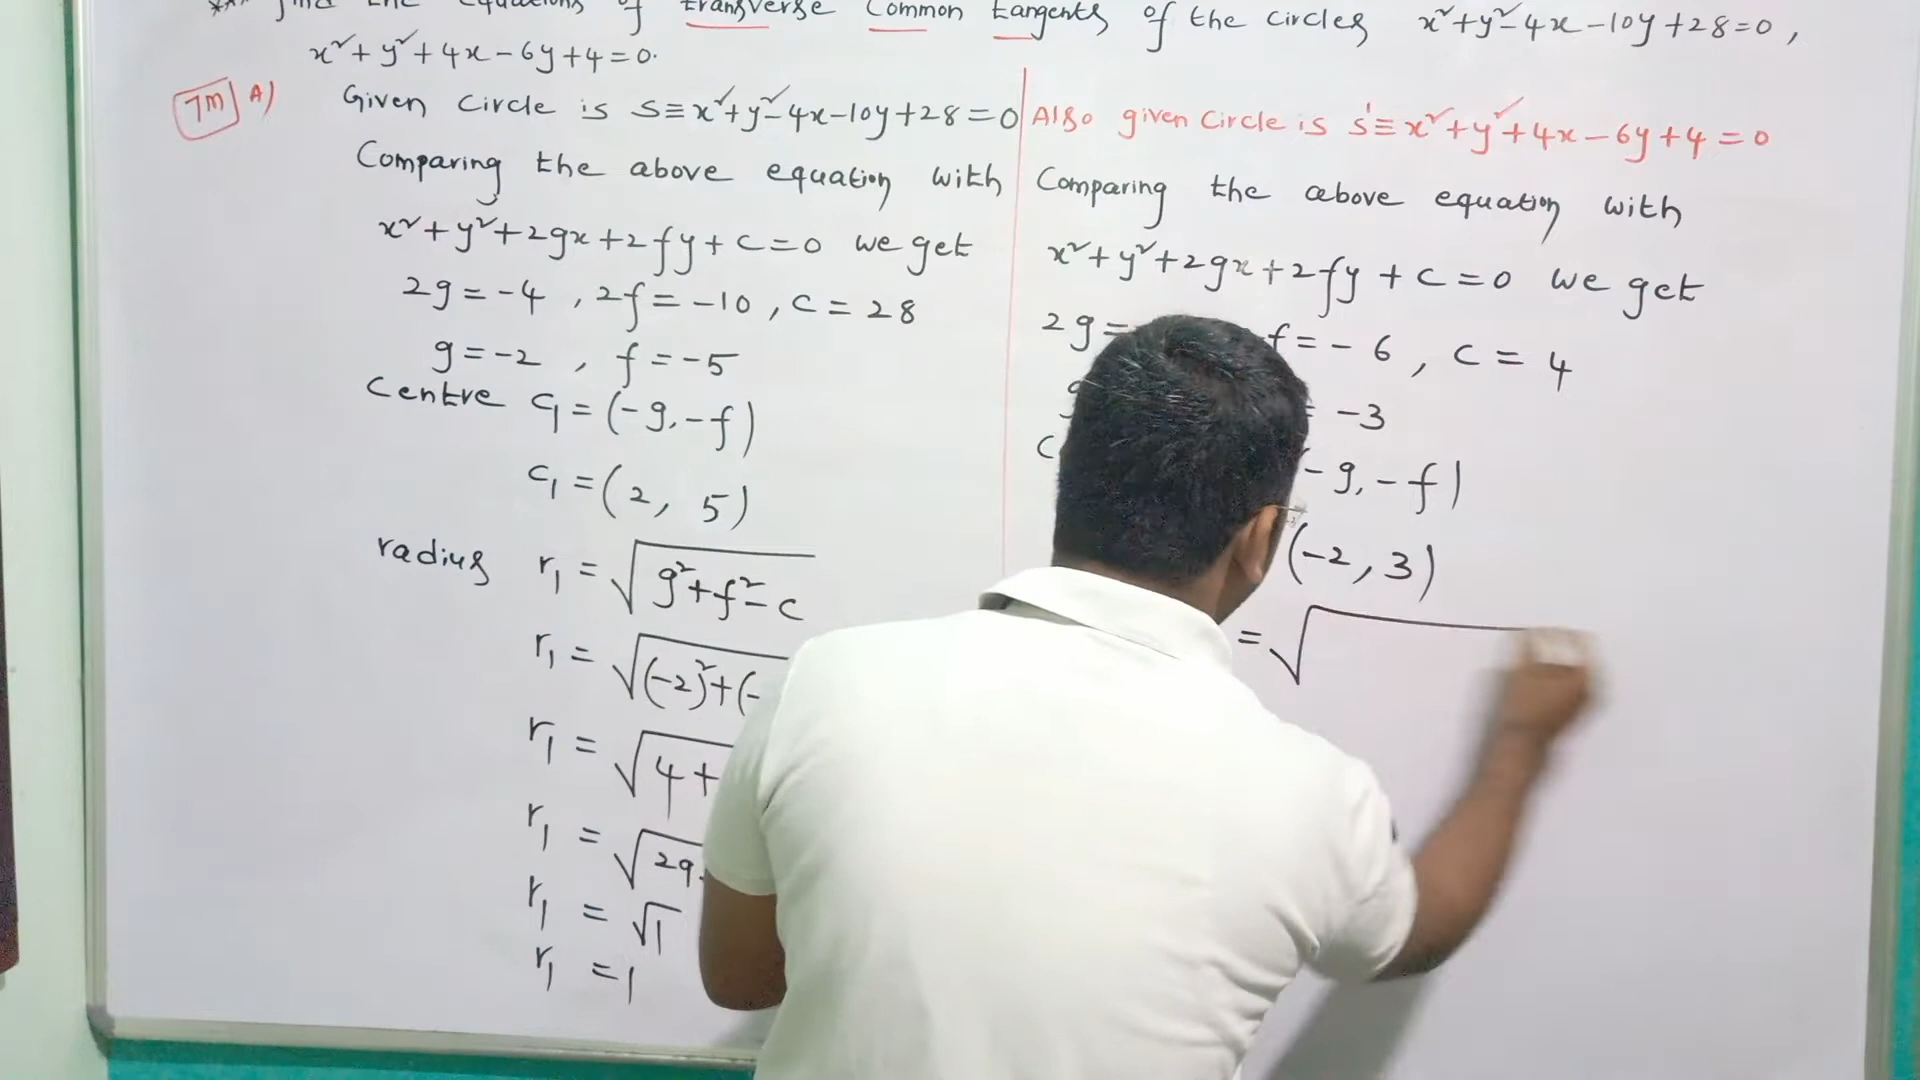 *** Find the equations of transverse common tangents of the circles x²+y²-4x-10y+28=0,
x²+y²+4x-6y+4=0.
7m A)
Given Circle is S≡x²+y²-4x-10y+28=0
Comparing the above equation with
x²+y²+2gx+2fy+c=0 we get
2g=-4 , 2f=-10 , c=28
g=-2 , f=-5
Centre C₁=(-g,-f)
C₁=(2, 5)
radius r₁=√g²+f²-c
r₁=√(-2)²+(-
r₁=√4+
r₁=√29
r₁=√1
r₁=1
Also given Circle is S'≡x²+y²+4x-6y+4=0
Comparing the above equation with
x²+y²+2gx+2fy+c=0 we get
2g= f=-6 , c=4
= -3
-g,-f)
(-2,3)
=√